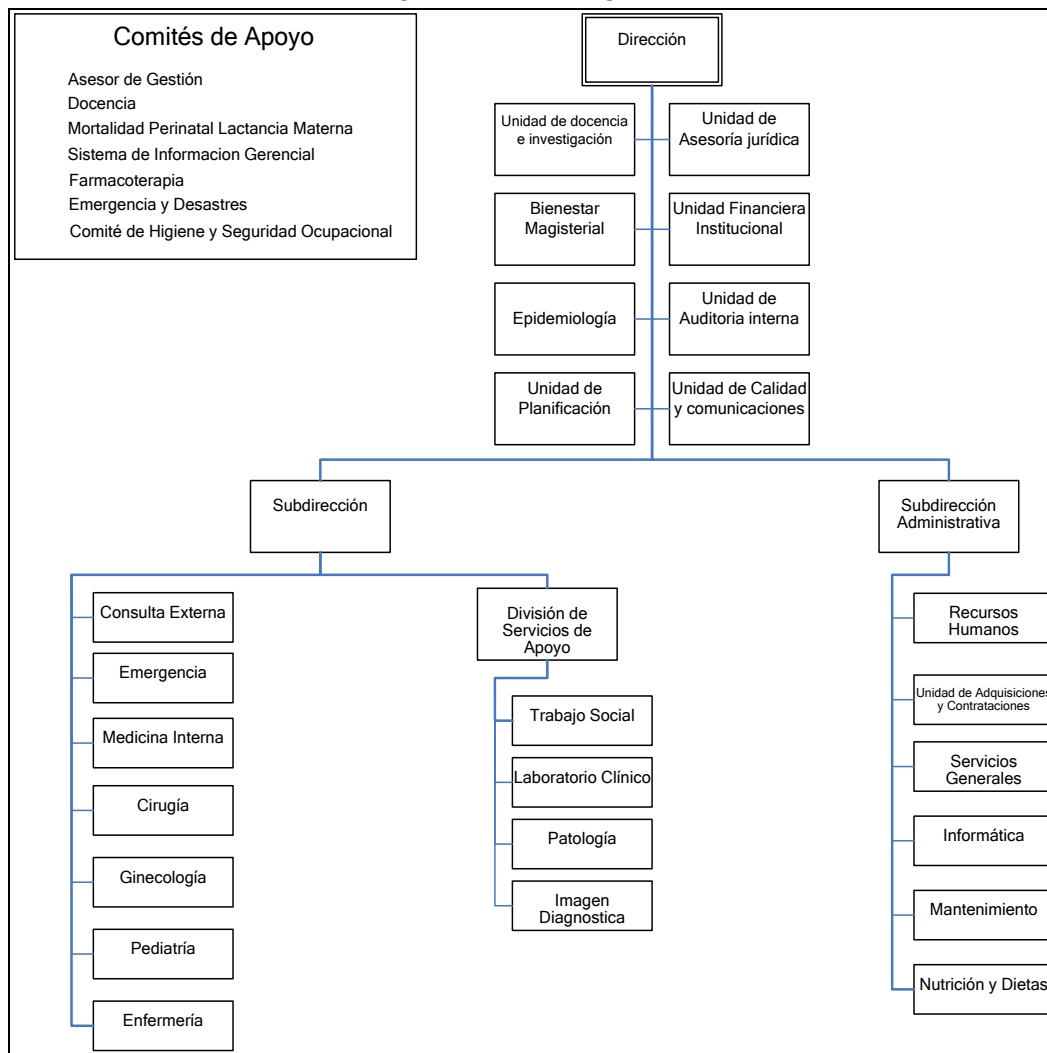 Comités de Apoyo
Asesor de Gestión
Docencia
Mortalidad Perinatal Lactancia Materna
Sistema de Informacion Gerencial
Farmacoterapia
Emergencia y Desastres
Comité de Higiene y Seguridad Ocupacional
Dirección
Unidad de docencia
e investigación
Unidad de
Asesoría jurídica
Bienestar
Magisterial
Unidad Financiera
Institucional
Epidemiología
Unidad de
Auditoria interna
Unidad de
Planificación
Unidad de Calidad
y comunicaciones
Subdirección
Subdirección
Administrativa
Consulta Externa
Emergencia
Medicina Interna
Cirugía
Ginecología
Pediatría
Enfermería
División de
Servicios de
Apoyo
Trabajo Social
Laboratorio Clínico
Patología
Imagen
Diagnostica
Recursos
Humanos
Unidad de Adquisiciones
y Contrataciones
Servicios
Generales
Informática
Mantenimiento
Nutrición y Dietas